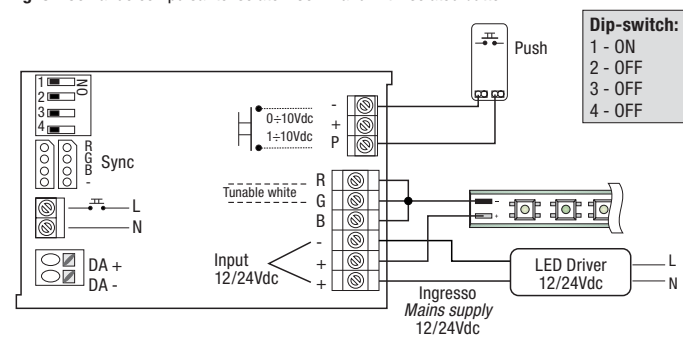 Dip-switch:
1 - ON
2 - OFF
3 - OFF
4 - OFF
Push
1
2
3
4
NO
R
G
B
-
Sync
L
N
DA +
DA -
0÷10Vdc
1÷10Vdc
-
+
P
Tunable white
R
G
B
-
+
+
Input
12/24Vdc
- 
+
Ingresso
Mains supply
12/24Vdc
LED Driver
12/24Vdc
L
N